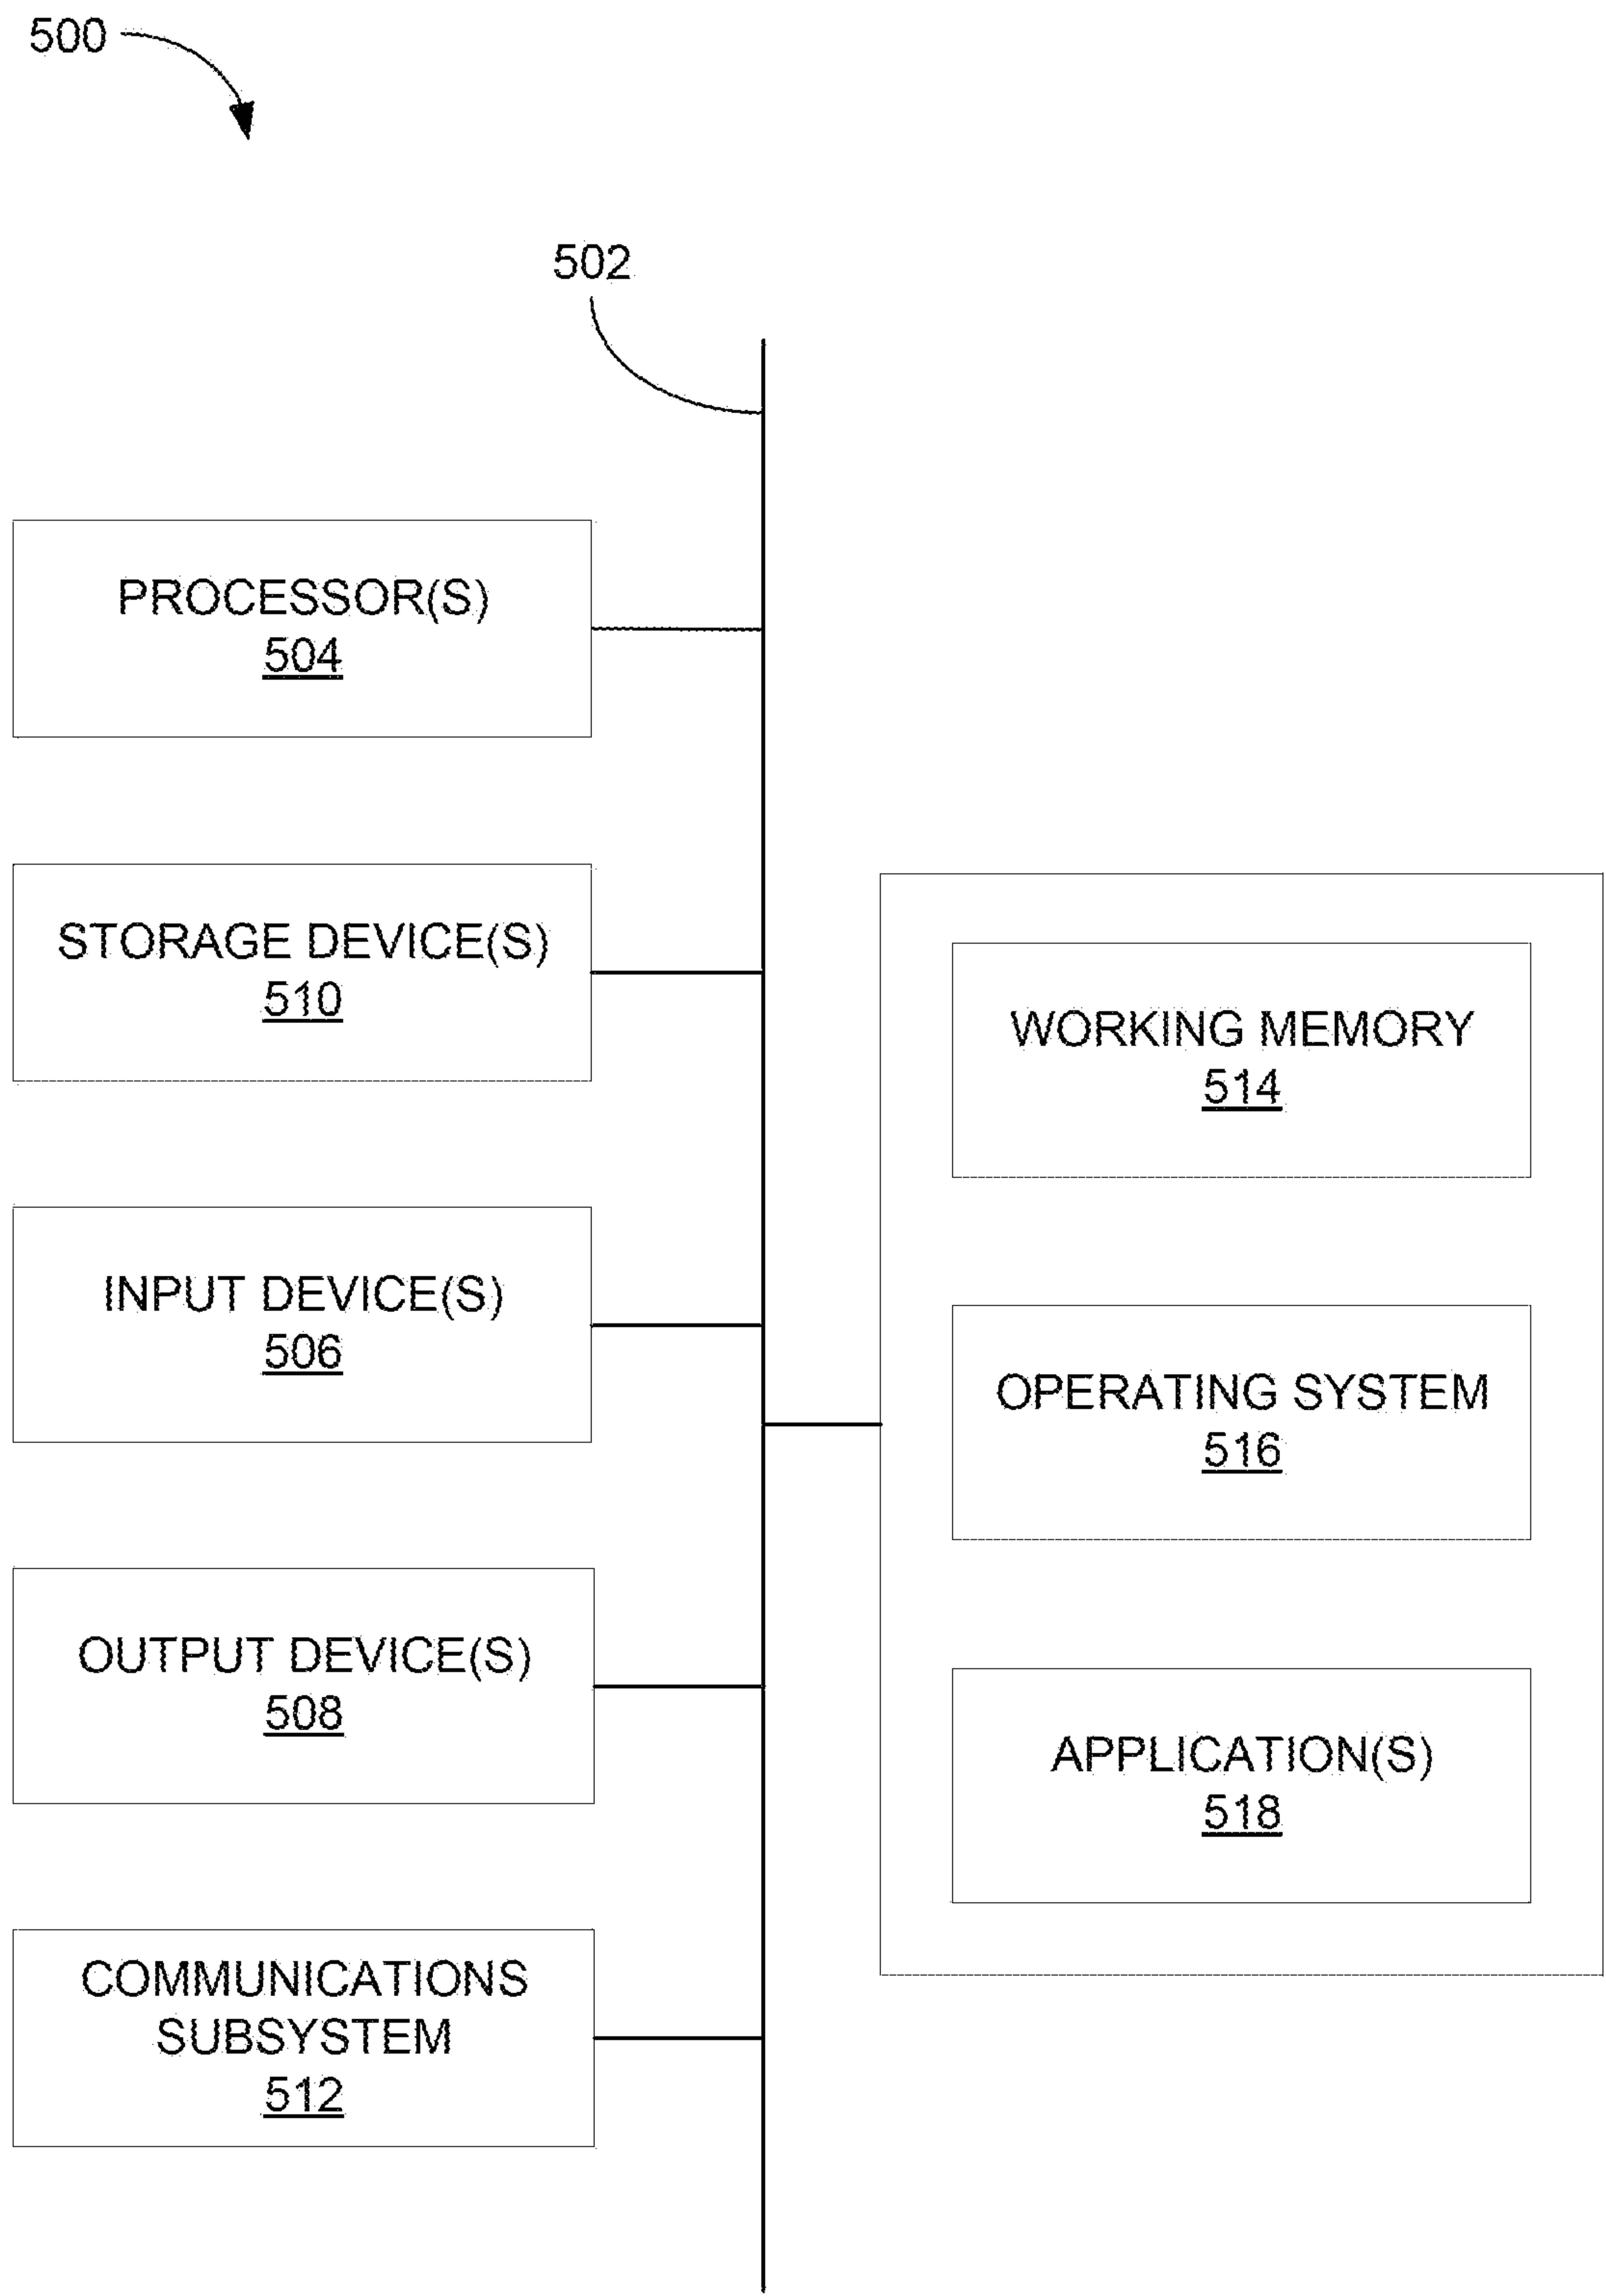 500
502
PROCESSOR(S)
504
STORAGE DEVICE(S)
510
INPUT DEVICE(S)
506
OUTPUT DEVICE(S)
508
COMMUNICATIONS
SUBSYSTEM
512
WORKING MEMORY
514
OPERATING SYSTEM
516
APPLICATION(S)
518